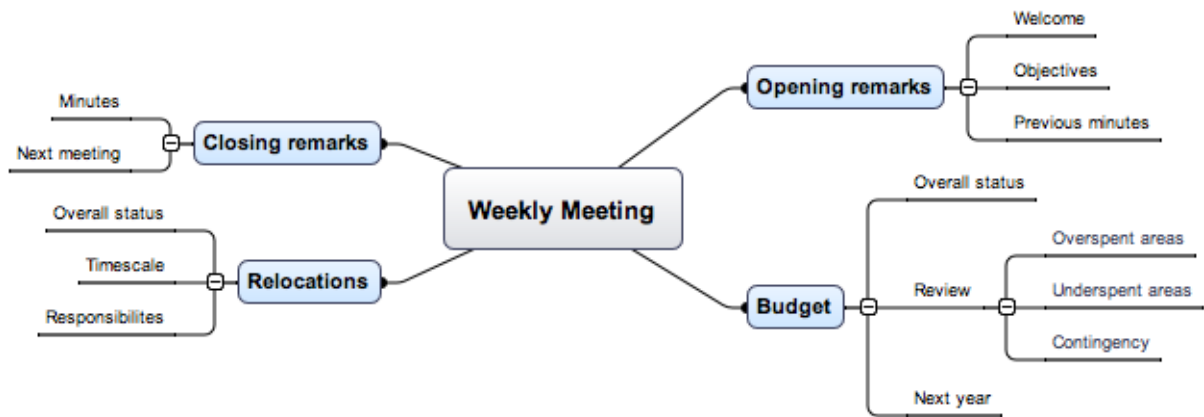 Weekly Meeting
Opening remarks
Welcome
Objectives
Previous minutes
Budget
Overall status
Review
Overspent areas
Underspent areas
Contingency
Next year
Relocations
Overall status
Timescale
Responsibilites
Closing remarks
Minutes
Next meeting